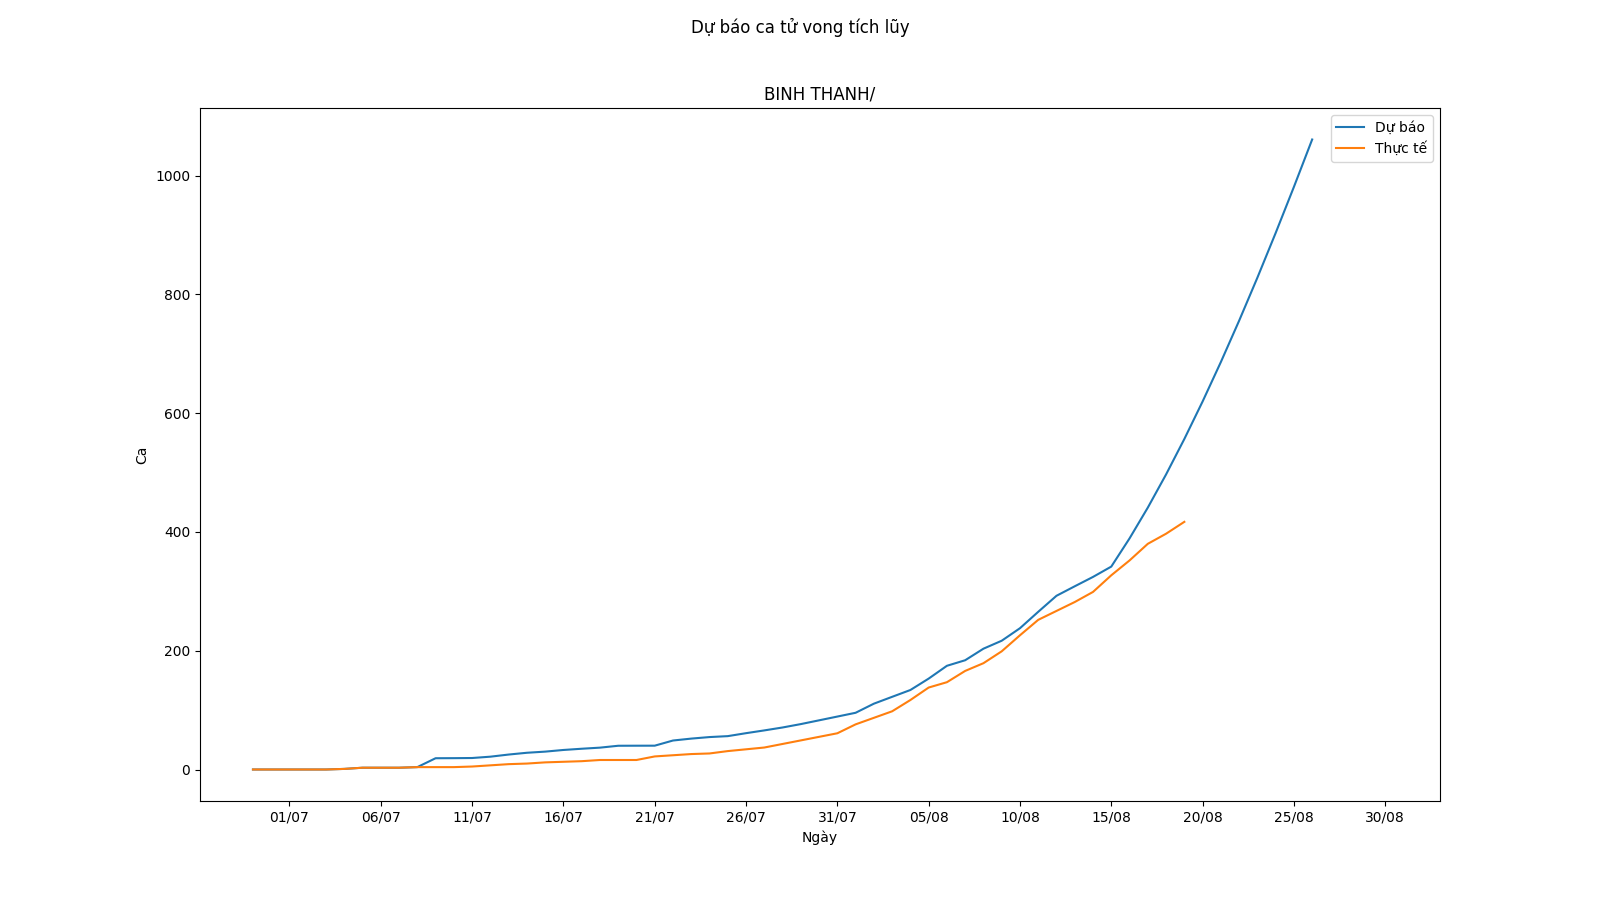 Dự báo ca tử vong tích lũy
BINH THANH/
Dự báo
Thực tế
1000
800
600
400
200
0
Ca
01/07 06/07 11/07 16/07 21/07 26/07 31/07 05/08 10/08 15/08 20/08 25/08 30/08
Ngày